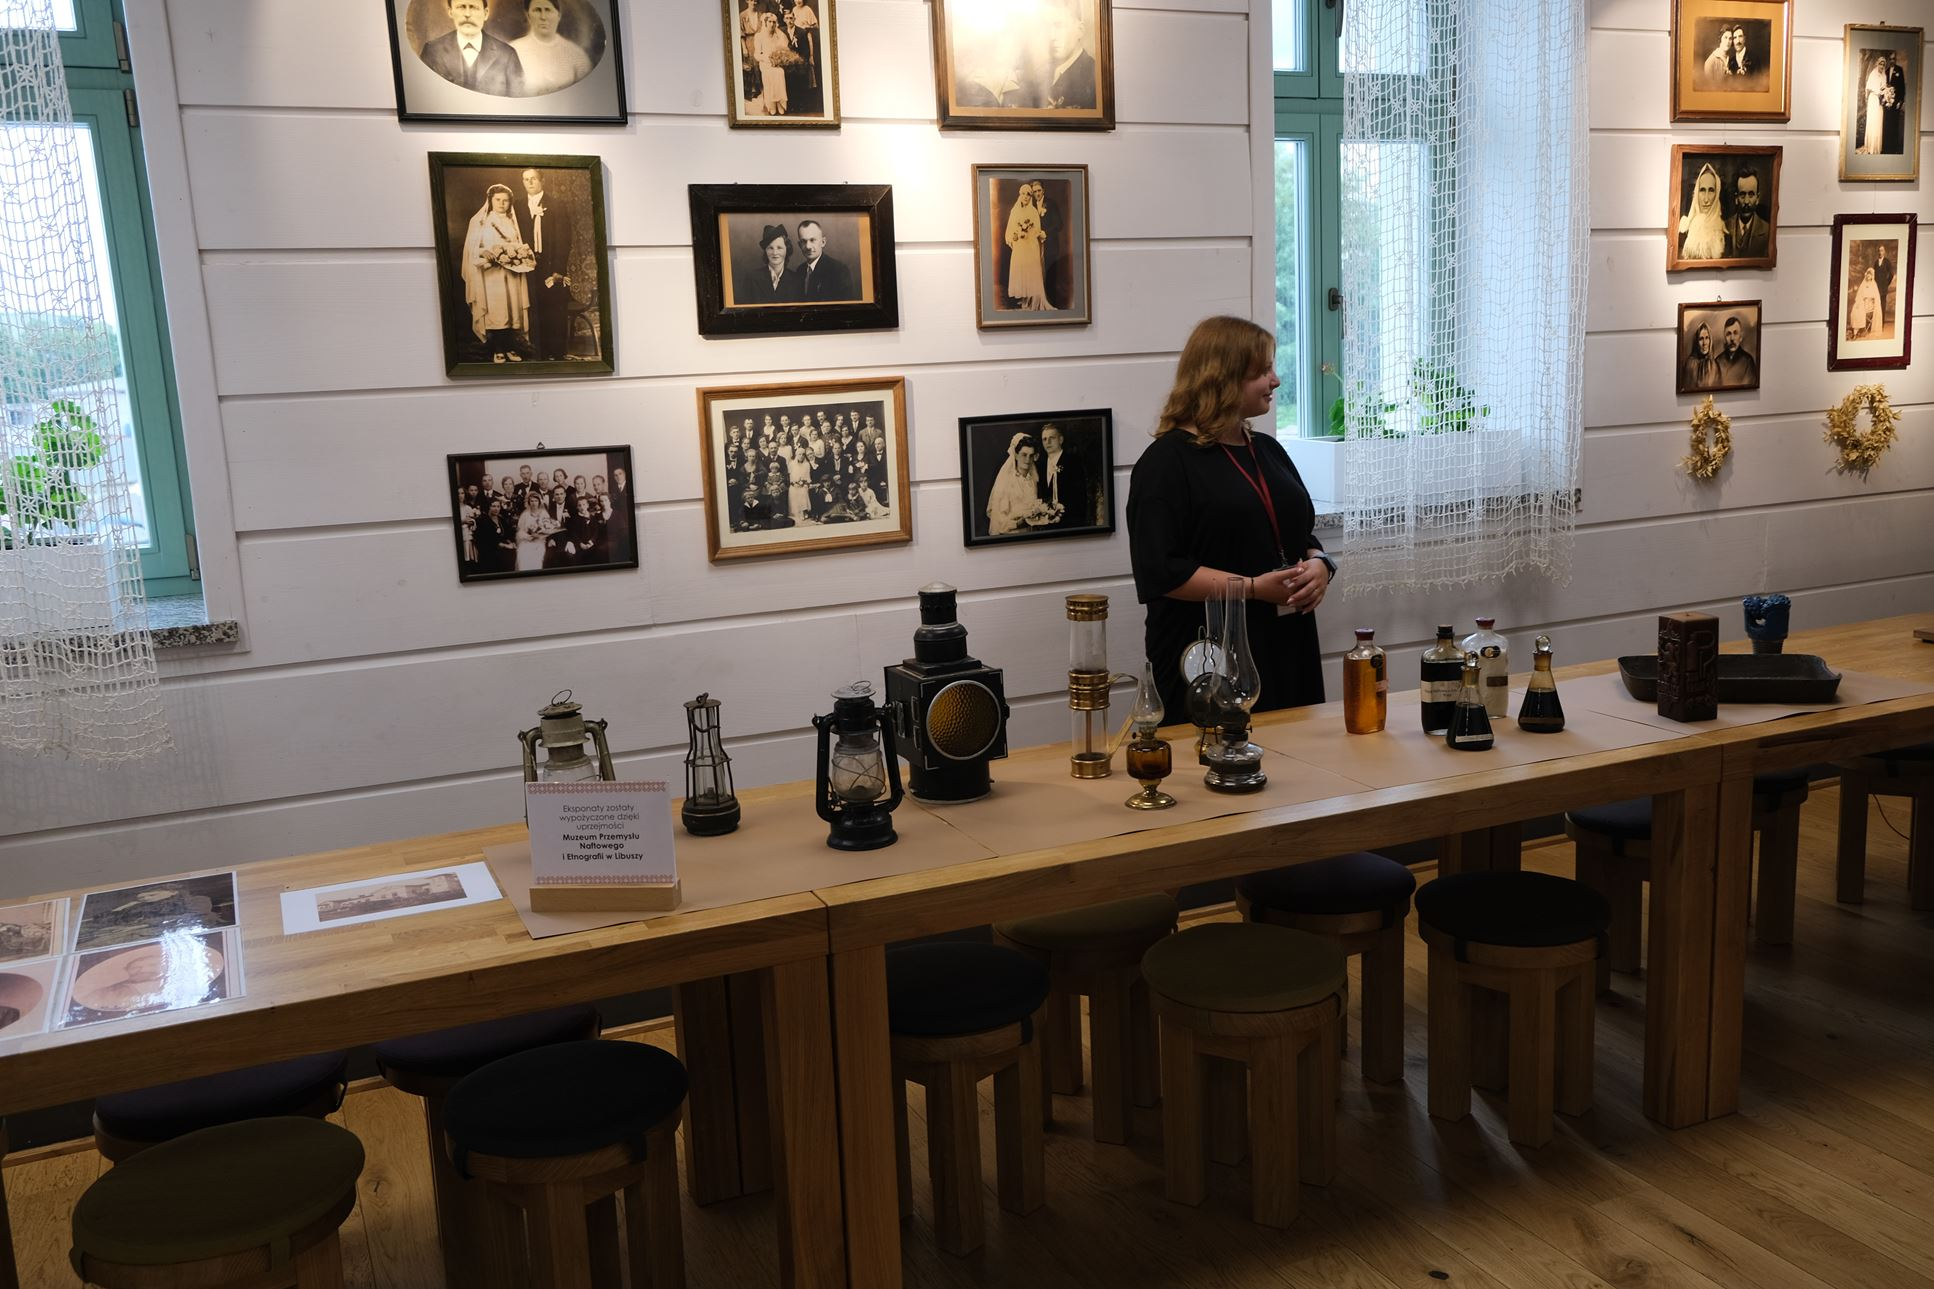 Eksponaty zostały
wypożyczone dzięki
uprzejmości
Muzeum Przemysłu
Naftowego
i Etnografii w Libuszy